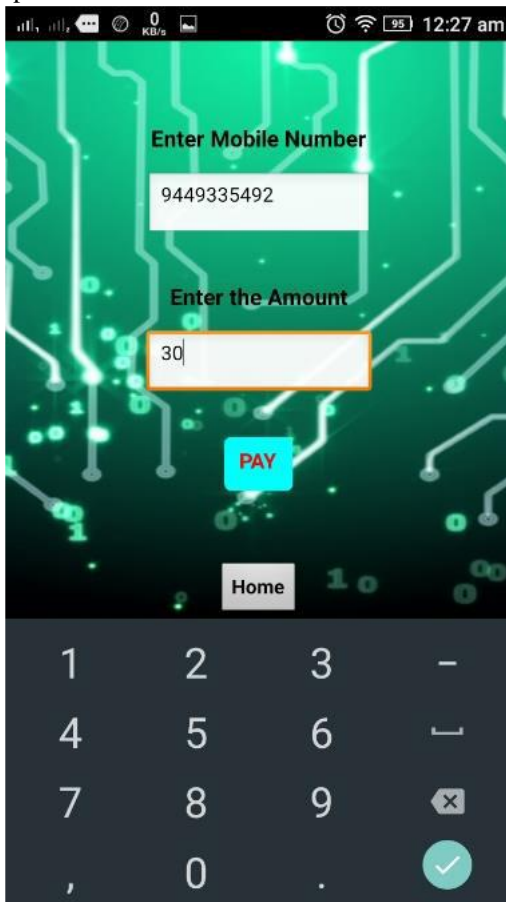 0
KB/s
95 12:27 am
Enter Mobile Number
9449335492
Enter the Amount
30
PAY
Home
1 2 3 -
4 5 6
7 8 9
, 0 .